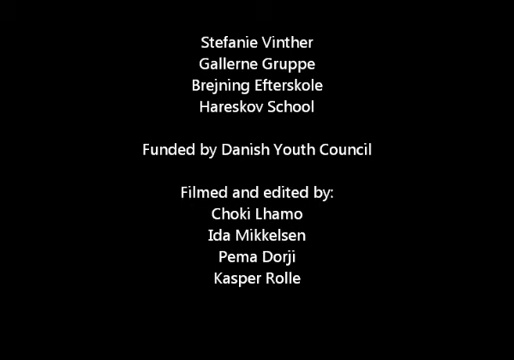 Stefanie Vinther
Gallerne Gruppe
Brejning Efterskole
Hareskov School
Funded by Danish Youth Council
Filmed and edited by:
Choki Lhamo
Ida Mikkelsen
Pema Dorji
Kasper Rolle